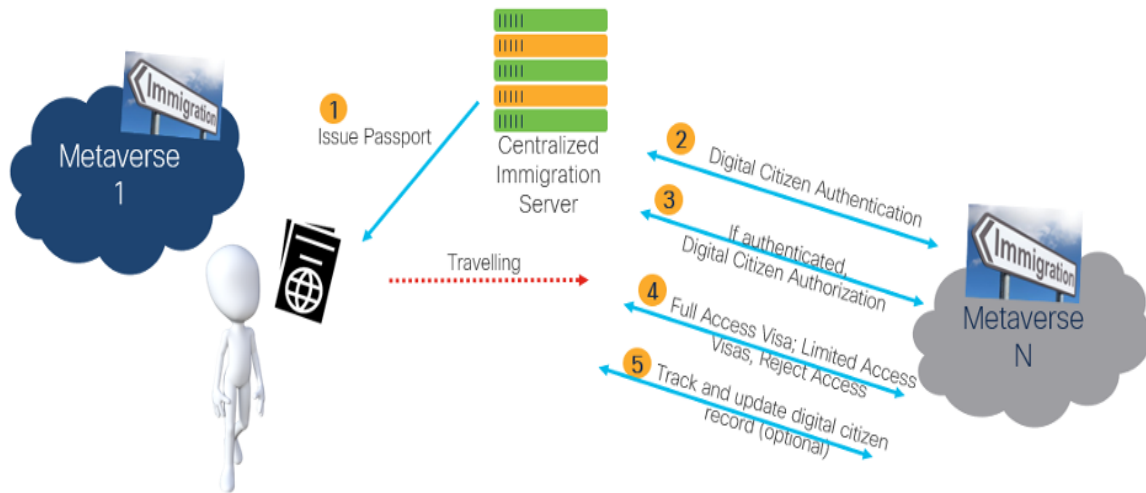 Immigration
Metaverse
1
1
Issue Passport
Centralized
Immigration
Server
Travelling
2
Digital Citizen Authentication
3
If authenticated,
Digital Citizen Authorization
4
Full Access Visa; Limited Access
Visas, Reject Access
5
Track and update digital citizen
record (optional)
Immigration
Metaverse
N